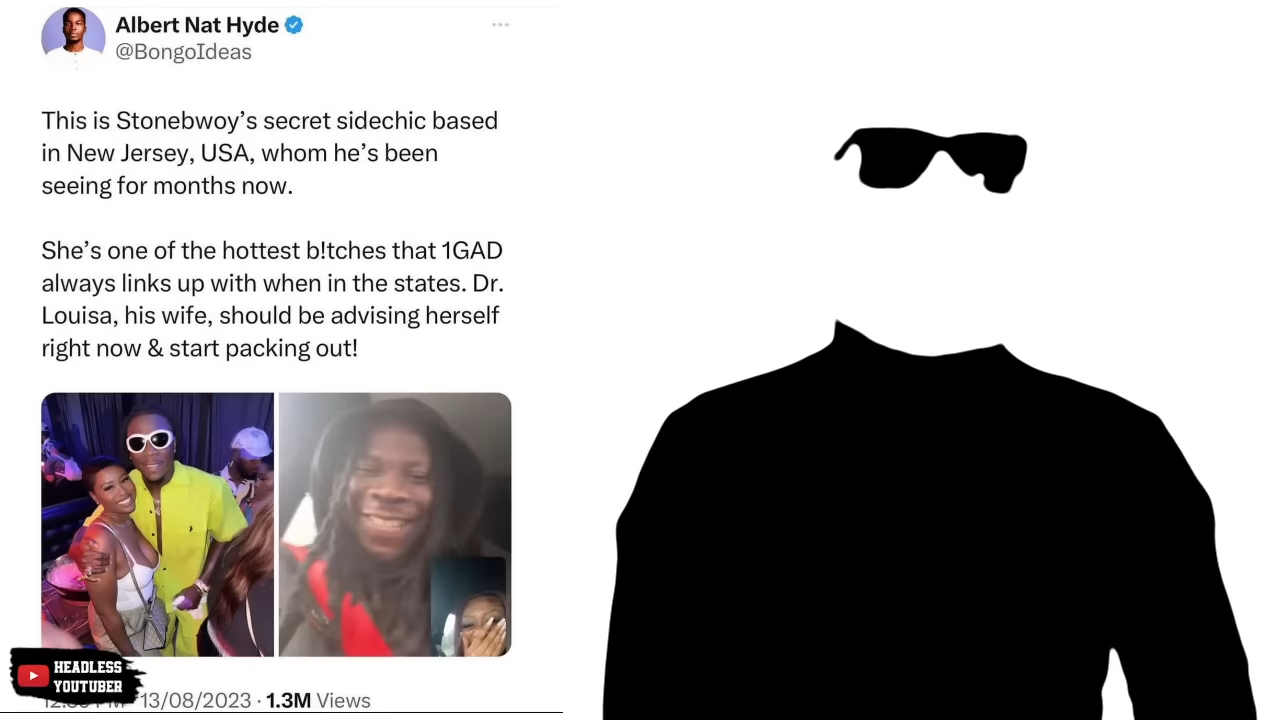 Albert Nat Hyde
@BongoIdeas
This is Stonebwoy’s secret sidechic based
in New Jersey, USA, whom he’s been
seeing for months now.
She’s one of the hottest b!tches that 1GAD
always links up with when in the states. Dr.
Louisa, his wife, should be advising herself
right now & start packing out!
HEADLESS
YOUTUBER
13/08/2023 · 1.3M Views